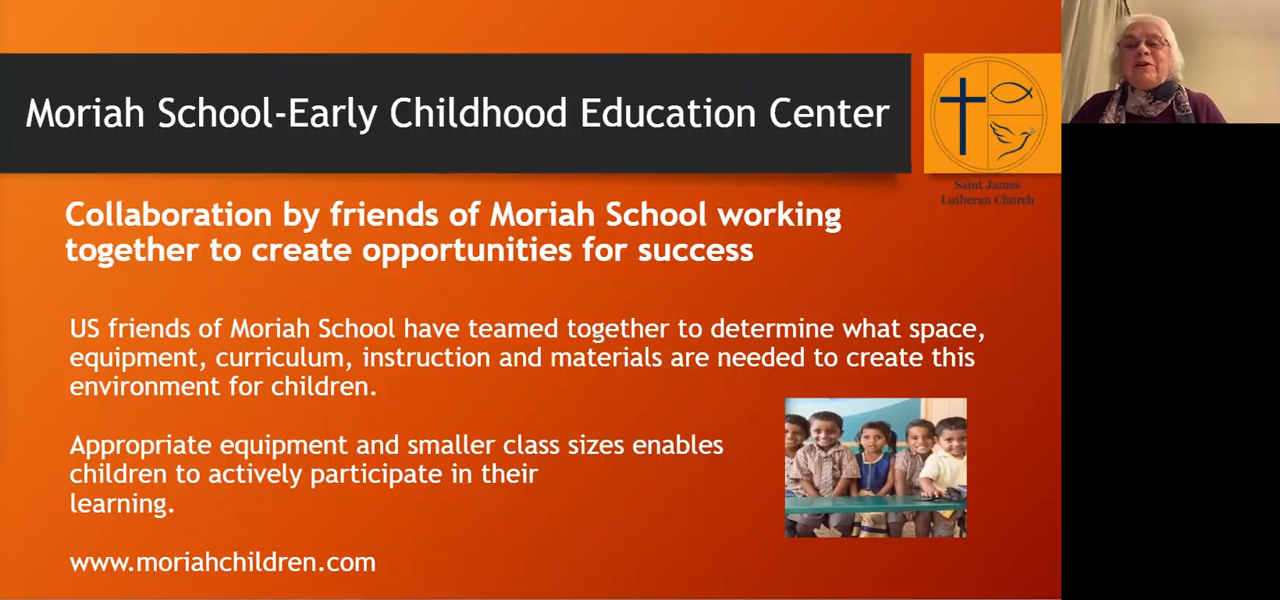 Moriah School-Early Childhood Education Center
Saint James
Lutheran Church
Collaboration by friends of Moriah School working
together to create opportunities for success
US friends of Moriah School have teamed together to determine what space,
equipment, curriculum, instruction and materials are needed to create this
environment for children.
Appropriate equipment and smaller class sizes enables
children to actively participate in their
learning.
www.moriahchildren.com